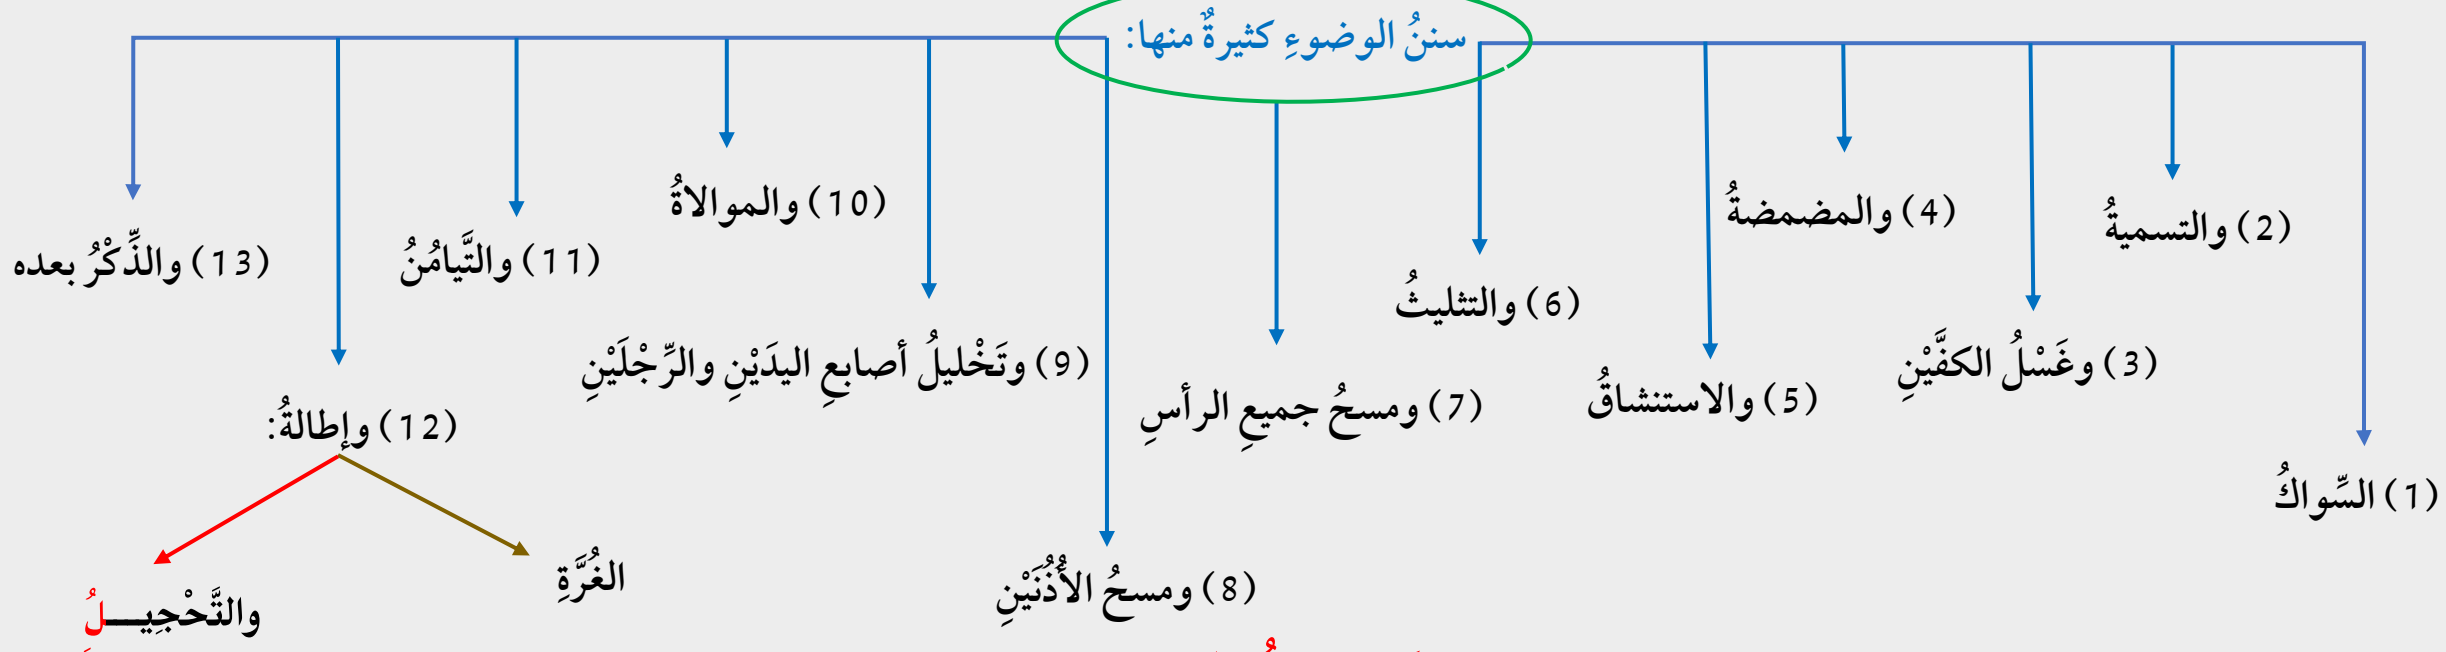 سننُ الوضوءِ كثيرةٌ منها:
(1) السِّواكُ
(2) والتسميةُ
(3) وغَسْلُ الكفَّيْنِ
(4) والمضمضةُ
(5) والاستنشاقُ
(6) والتثليثُ
(7) ومسحُ جميعِ الرأسِ
(8) ومسحُ الأُذُنَيْنِ
(9) وتَخْليلُ أصابعِ اليدَيْنِ والرِّجْلَيْنِ
(10) والموالاةُ
(11) والتَّيامُنُ
(12) وإطالةُ:
الغُرَّةِ
والتَّحْجِيـــلُ
(13) والذِّكْرُ بعده